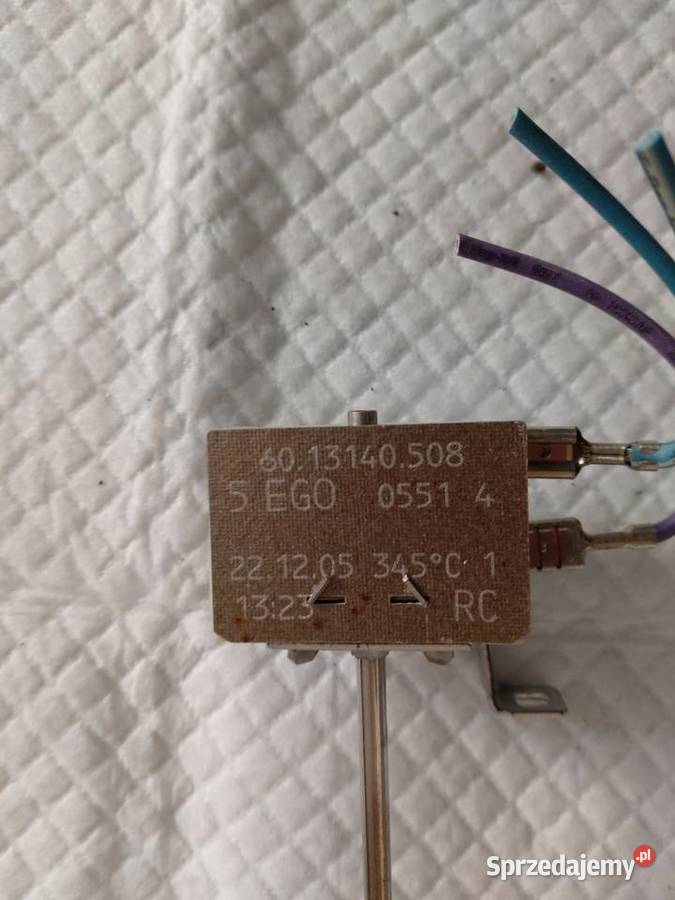 60.13140.508
5 EGO 0551 4
22.12.05 345°C 1
13:23 RC
Sprzedajemy.pl